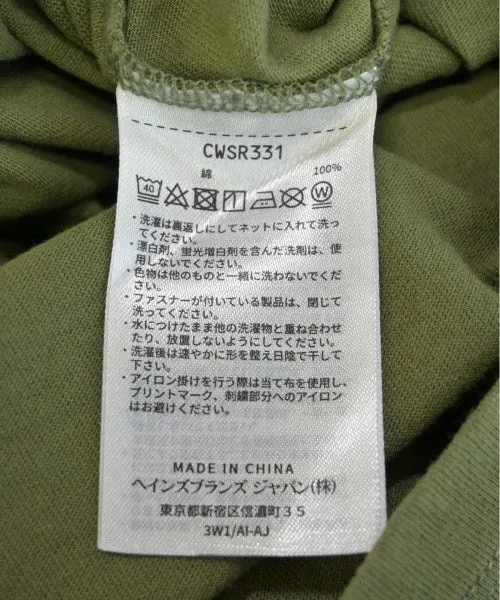 CWSR331
綿 100%
40
・洗濯は裏返しにしてネットに入れて洗っ
てください。
・漂白剤、蛍光増白剤を含んだ洗剤は、使
用しないでください。
・色物は他のものと一緒に洗わないでくだ
さい。
・ファスナーが付いている製品は、閉じて
洗ってください。
・水につけたまま他の洗濯物と重ね合わせ
たり、放置しないようにしてください。
・洗濯後は速やかに形を整え日陰で干して
下さい。
・アイロン掛けを行う際は当て布を使用し、
プリントマーク、刺繍部分へのアイロン
はお避けください。
MADE IN CHINA
ヘインズブランズ ジャパン(株)
東京都新宿区信濃町35
3W1/AI-AJ